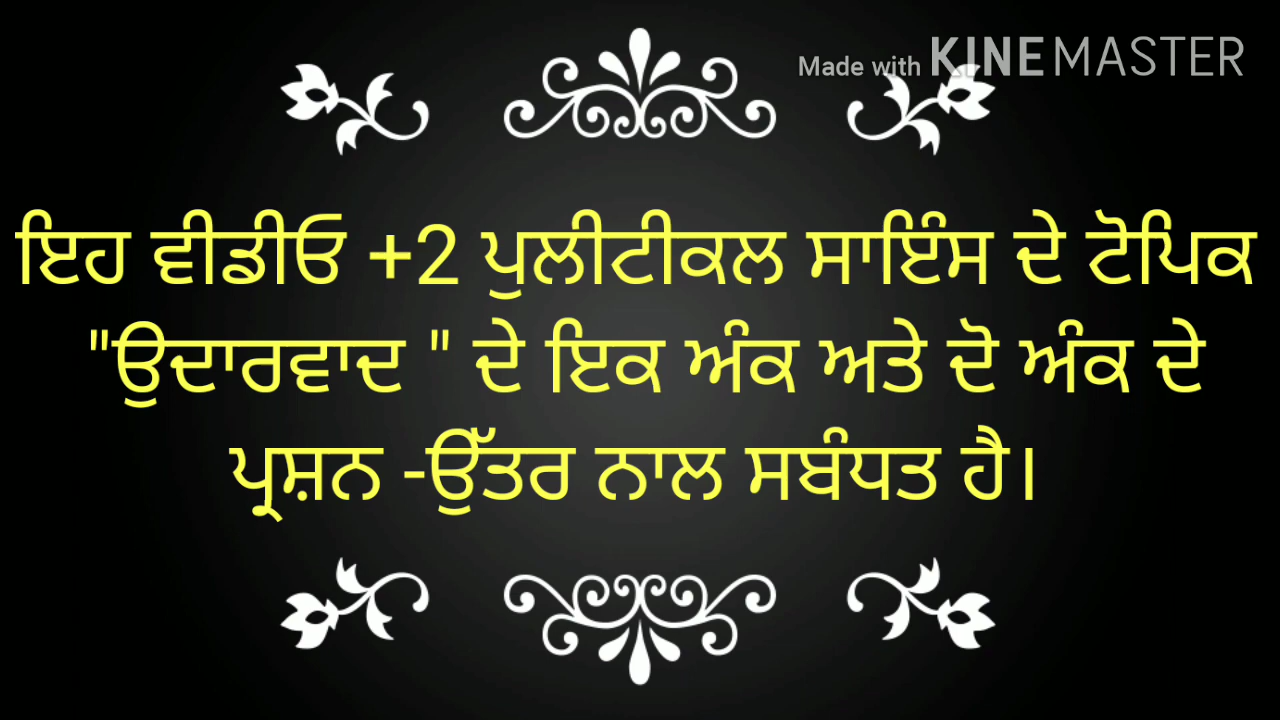 Made with KINEMASTER
ਇਹ ਵੀਡੀਓ +2 ਪੁਲੀਟੀਕਲ ਸਾਇੰਸ ਦੇ ਟੋਪਿਕ
"ਉਦਾਰਵਾਦ " ਦੇ ਇਕ ਅੰਕ ਅਤੇ ਦੋ ਅੰਕ ਦੇ
ਪ੍ਰਸ਼ਨ -ਉੱਤਰ ਨਾਲ ਸਬੰਧਤ ਹੈ।